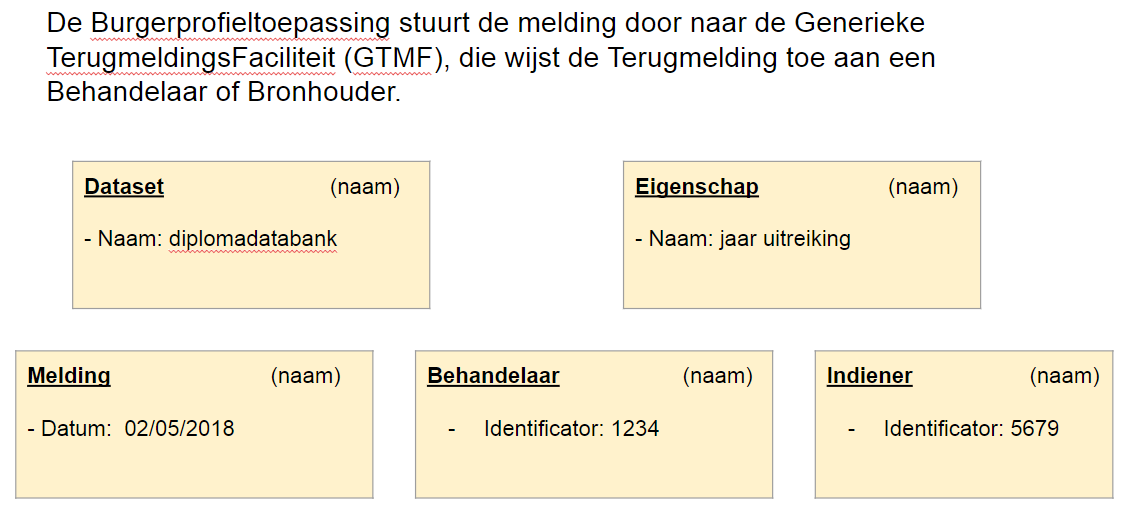 De Burgerprofieltoepassing stuurt de melding door naar de Generieke
TerugmeldingsFaciliteit (GTMF), die wijst de Terugmelding toe aan een
Behandelaar of Bronhouder.
Dataset (naam)
- Naam: diplomadatabank
Eigenschap (naam)
- Naam: jaar uitreiking
Melding (naam)
- Datum: 02/05/2018
Behandelaar (naam)
- Identificator: 1234
Indiener (naam)
- Identificator: 5679